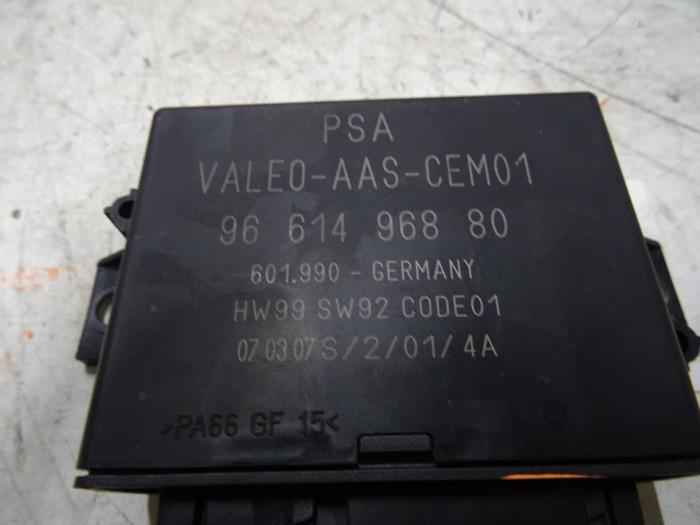 PSA
VALEO-AAS-CEM01
96 614 968 80
601.990 - GERMANY
HW99 SW92 CODE01
07 03 07 S/2/01/4A
>PA66 GF 15<